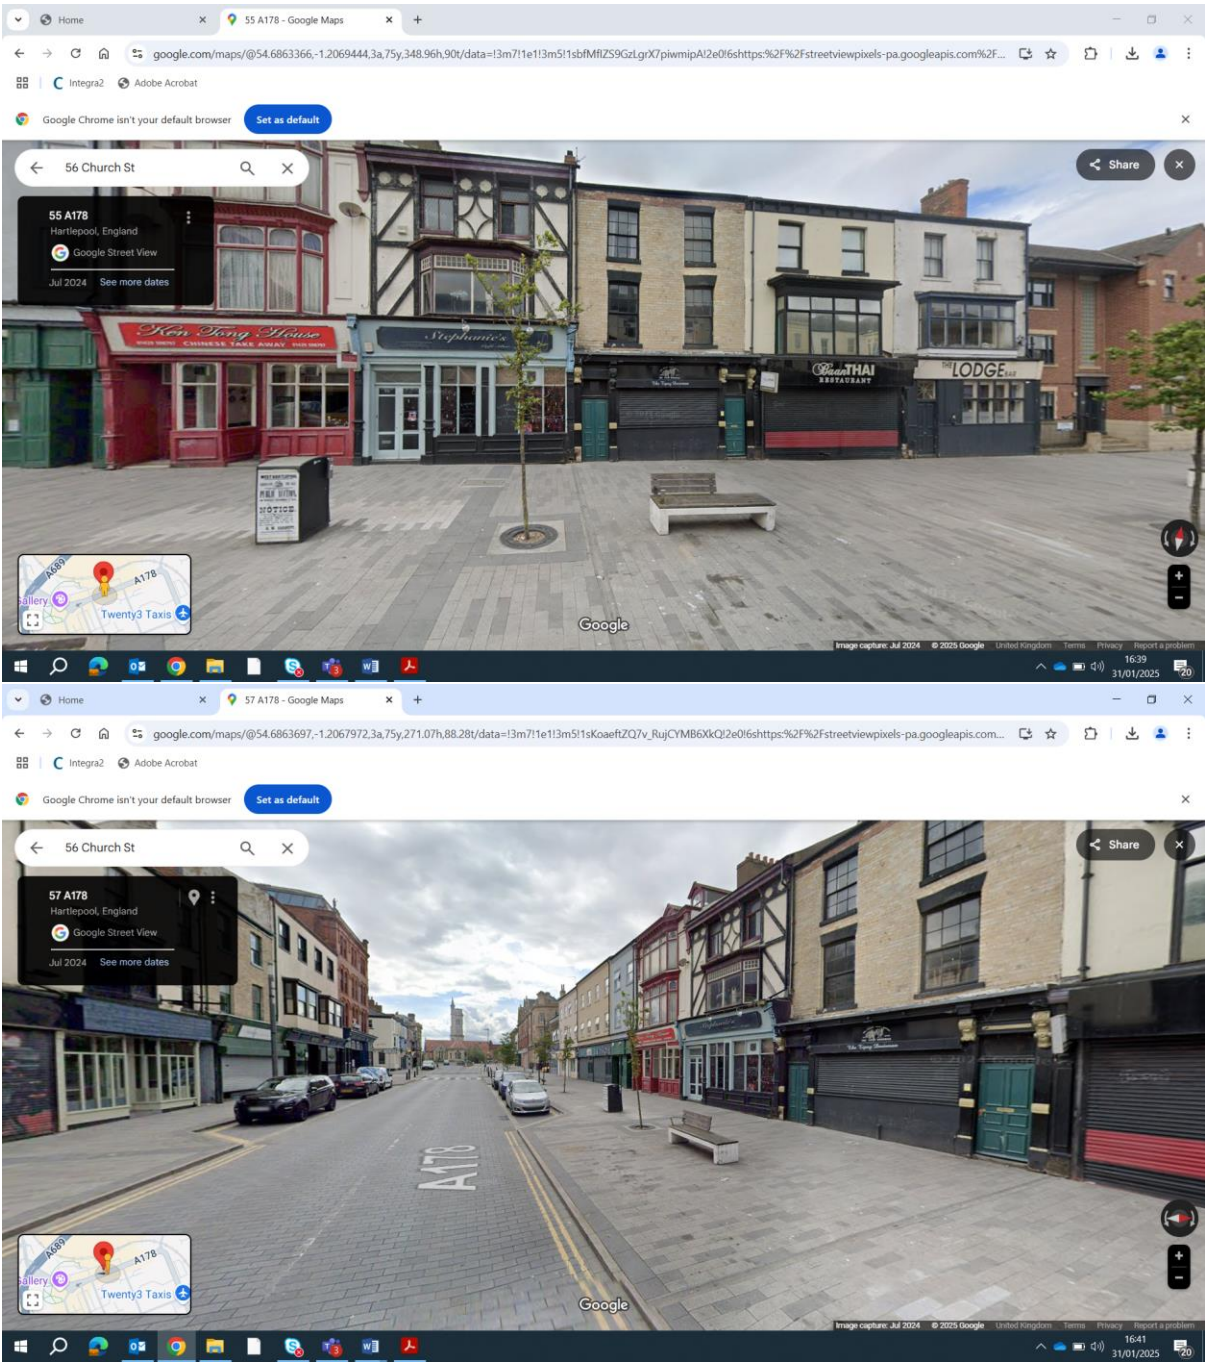 Home
55 A178 - Google Maps
google.com/maps/@54.6863366,-1.2069444,3a,75y,348.96h,90t/data=!3m7!1e1!3m5!1sbfMflZS9GzLgrX7piwmipA!2e0!6shttps:%2F%2Fstreetviewpixels-pa.googleapis.com%2F...
Integra2
Adobe Acrobat
Google Chrome isn't your default browser
Set as default
56 Church St
Share
55 A178
Hartlepool, England
Google Street View
Jul 2024 See more dates
Ken Tong House
CHINESE TAKE AWAY
Stephanie's
BaanTHAI
RESTAURANT
THE LODGE BAR
PUBLIC
NOTICE
A689
A178
Gallery
Twenty3 Taxis
Google
Image capture: Jul 2024 © 2025 Google United Kingdom Terms Privacy Report a problem
16:39
31/01/2025
20
Home
57 A178 - Google Maps
google.com/maps/@54.6863697,-1.2067972,3a,75y,271.07h,88.28t/data=!3m7!1e1!3m5!1sKoaeftZQ7v_RujCYMB6XkQ!2e0!6shttps:%2F%2Fstreetviewpixels-pa.googleapis.com...
Integra2
Adobe Acrobat
Google Chrome isn't your default browser
Set as default
56 Church St
Share
57 A178
Hartlepool, England
Google Street View
Jul 2024 See more dates
A178
A689
A178
Gallery
Twenty3 Taxis
Google
Image capture: Jul 2024 © 2025 Google United Kingdom Terms Privacy Report a problem
16:41
31/01/2025
20